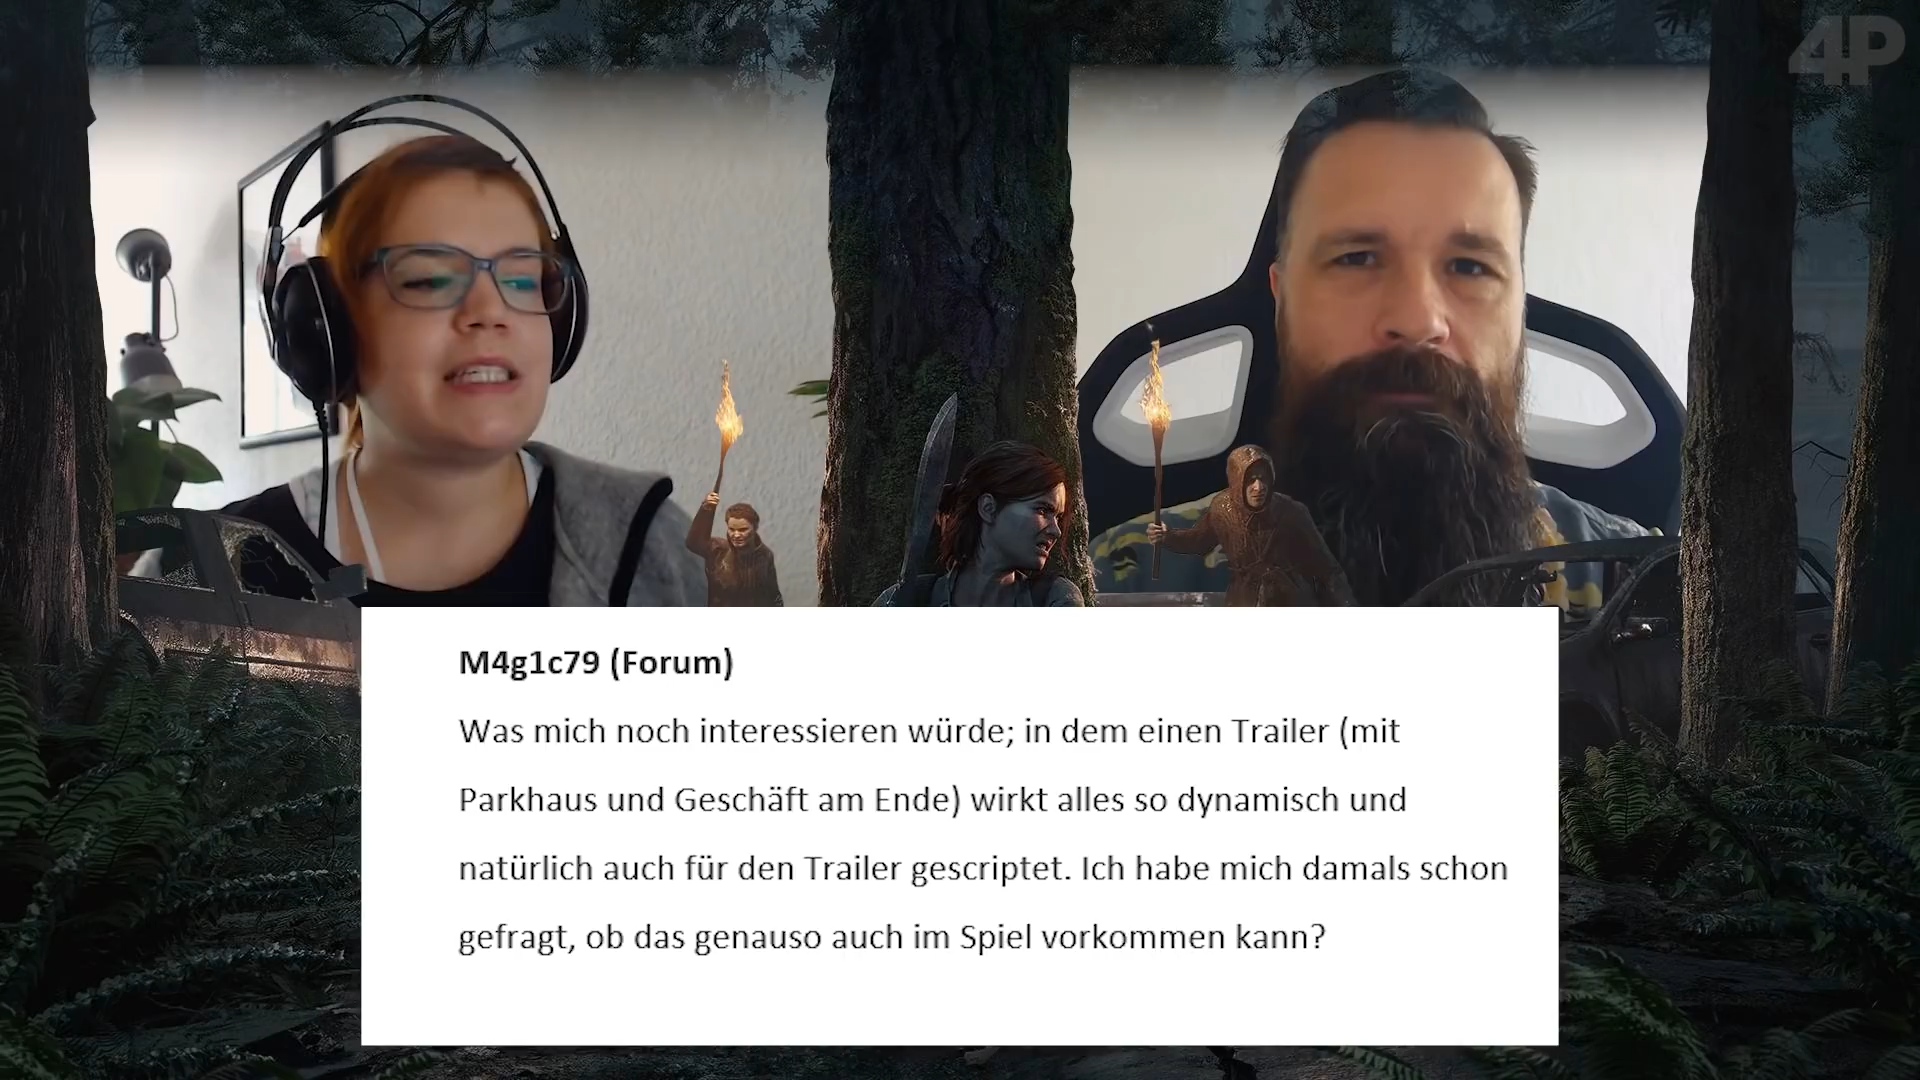 4P
M4g1c79 (Forum)
Was mich noch interessieren würde; in dem einen Trailer (mit
Parkhaus und Geschäft am Ende) wirkt alles so dynamisch und
natürlich auch für den Trailer gescriptet. Ich habe mich damals schon
gefragt, ob das genauso auch im Spiel vorkommen kann?